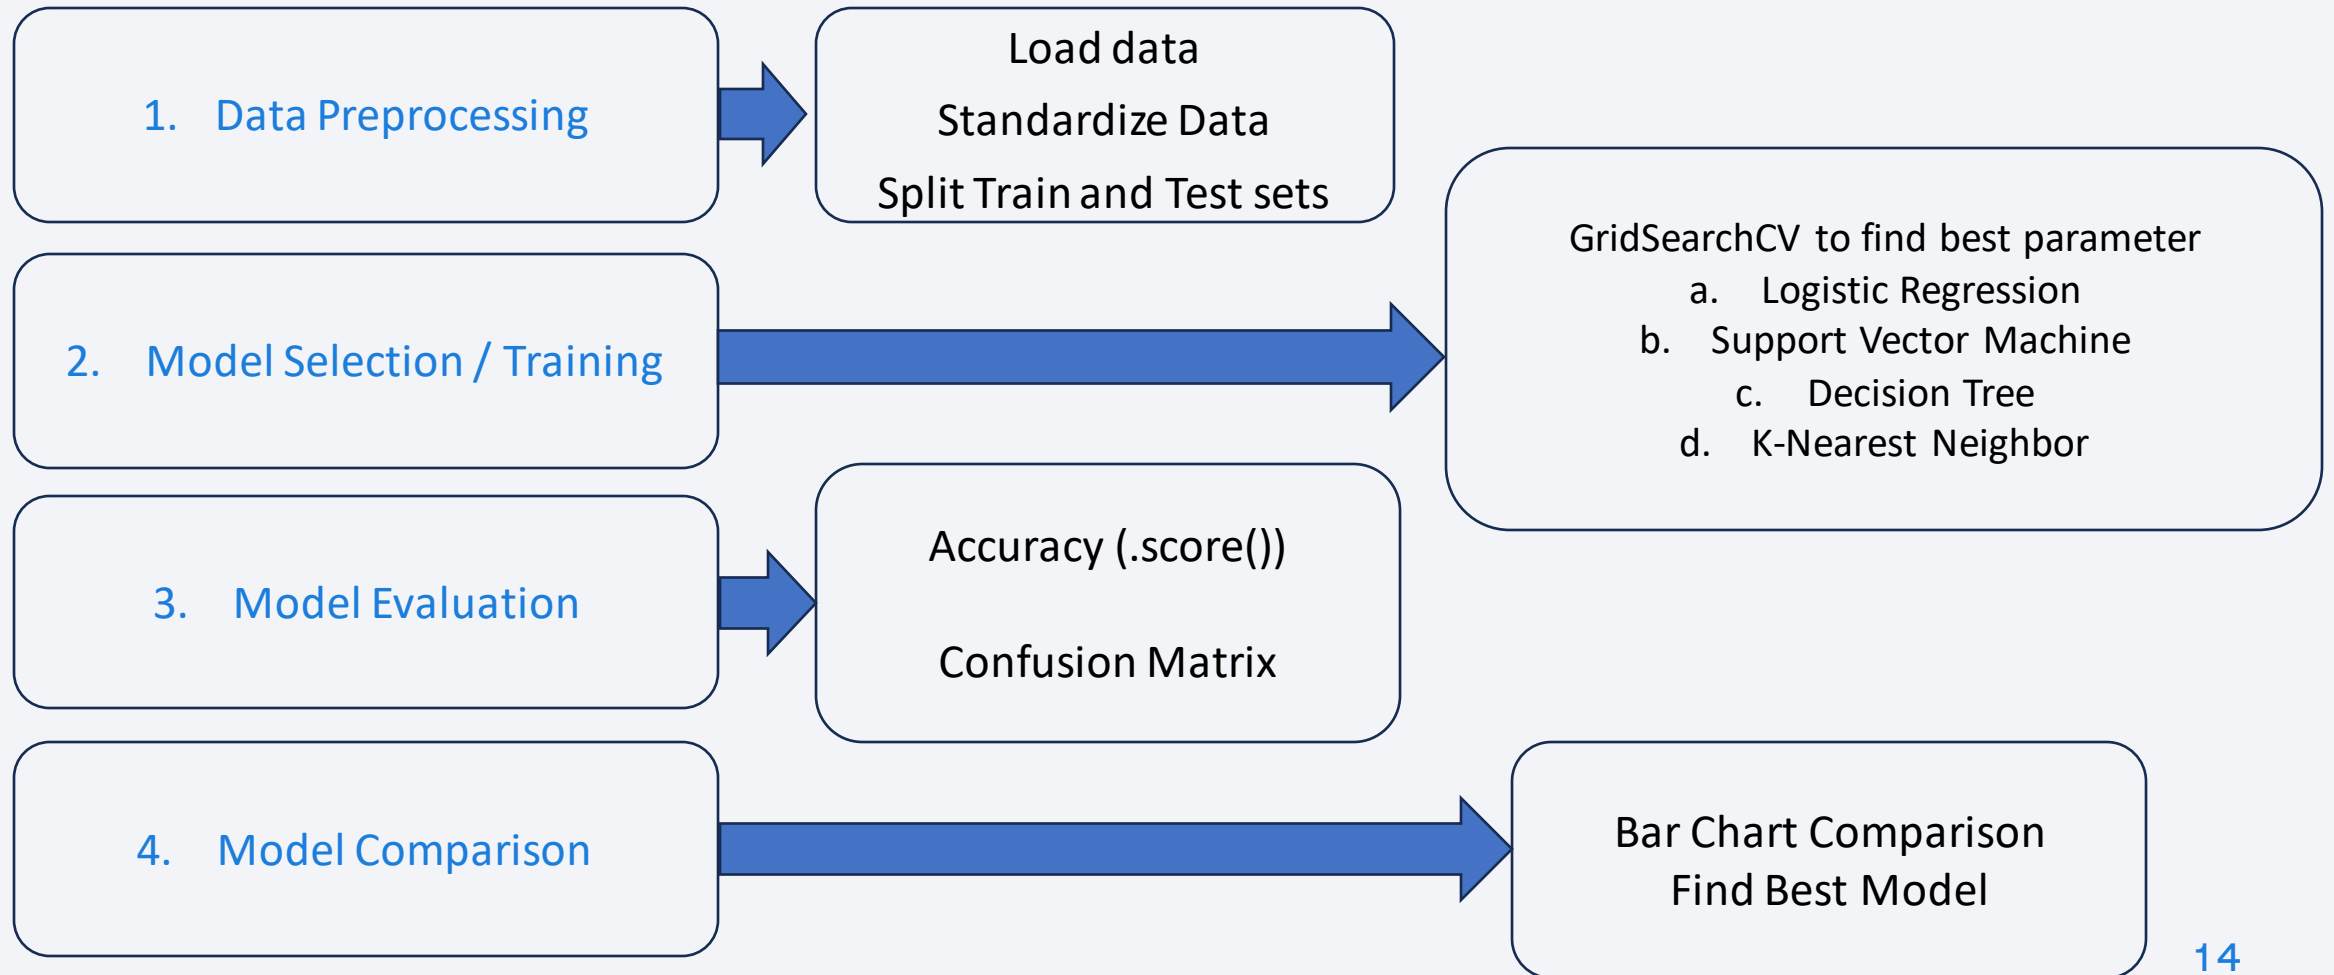 1. Data Preprocessing
Load data
Standardize Data
Split Train and Test sets
2. Model Selection / Training
GridSearchCV to find best parameter
a. Logistic Regression
b. Support Vector Machine
c. Decision Tree
d. K-Nearest Neighbor
3. Model Evaluation
Accuracy (.score())
Confusion Matrix
4. Model Comparison
Bar Chart Comparison
Find Best Model
14